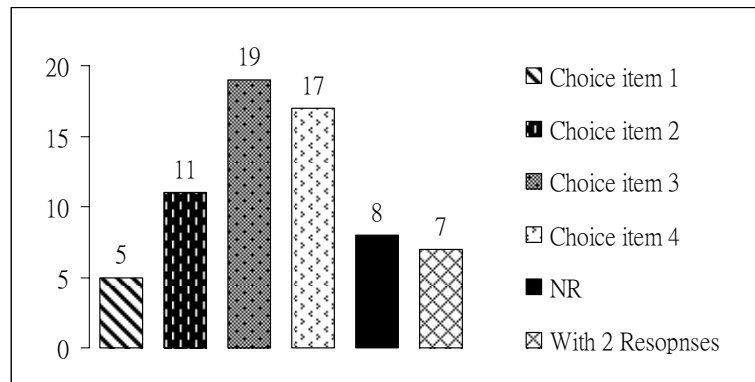 20
15
10
5
0
5
11
19
17
8
7
Choice item 1
Choice item 2
Choice item 3
Choice item 4
NR
With 2 Resopnses